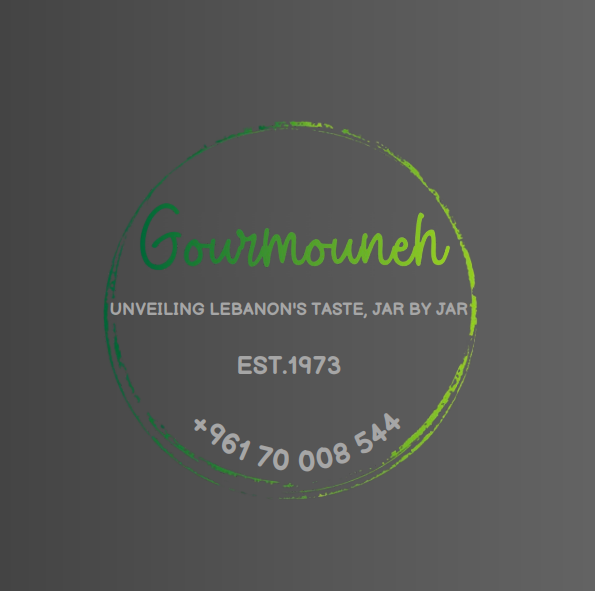 Gourmouneh
UNVEILING LEBANON'S TASTE, JAR BY JAR
EST.1973
+961 70 008 544